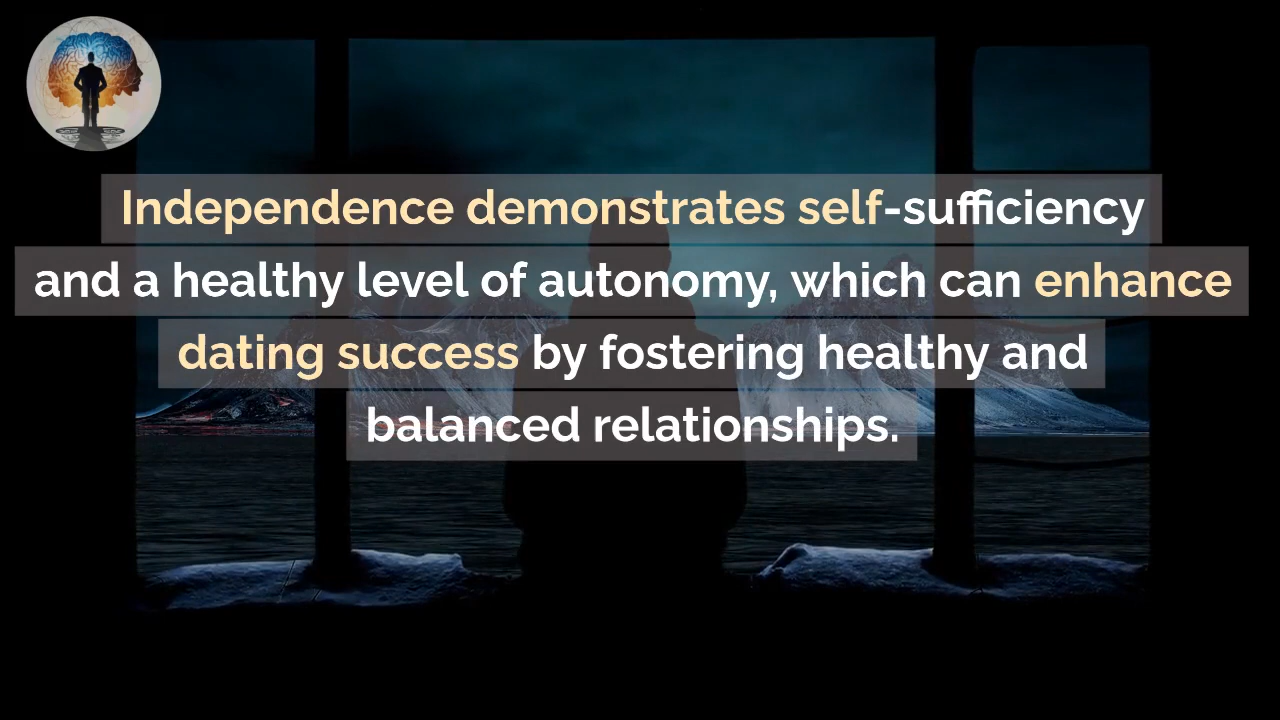 Independence demonstrates self-sufficiency
and a healthy level of autonomy, which can enhance
dating success by fostering healthy and
balanced relationships.